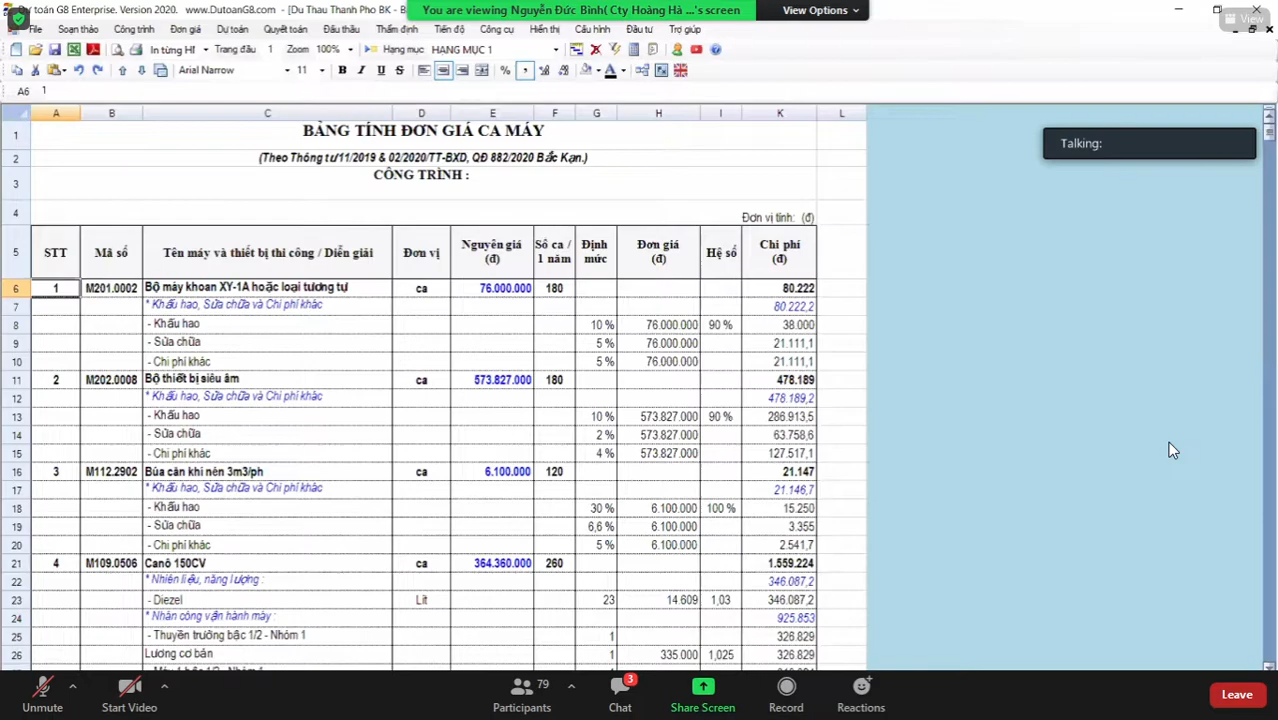 Dự toán G8 Enterprise. Version 2020. www.DutoanG8.com - [Du Thau Thanh Pho BK -
You are viewing Nguyễn Đức Bình( Cty Hoàng Hà ...'s screen
View Options
View
File Soạn thảo Công trình Đơn giá Dự toán Quyết toán Đấu thầu Thẩm định Tiến độ Công cụ Hiển thị Cấu hình Đầu tư Trợ giúp
In từng HM Trang đầu 1 Zoom 100% Hạng mục: HẠNG MỤC 1
Arial Narrow 11 B I U S % ,
A6 1
A B C D E F G H I K L
1 BẢNG TÍNH ĐƠN GIÁ CA MÁY
2 (Theo Thông tư 11/2019 & 02/2020/TT-BXD, QĐ 882/2020 Bắc Kạn.)
3 CÔNG TRÌNH :
4 Đơn vị tính: (đ)
5 STT Mã số Tên máy và thiết bị thi công / Diễn giải Đơn vị Nguyên giá (đ) Số ca / 1 năm Định mức Đơn giá (đ) Hệ số Chi phí (đ)
6 1 M201.0002 Bộ máy khoan XY-1A hoặc loại tương tự ca 76.000.000 180 80.222
7 * Khấu hao, Sửa chữa và Chi phí khác 80.222,2
8 - Khấu hao 10 % 76.000.000 90 % 38.000
9 - Sửa chữa 5 % 76.000.000 21.111,1
10 - Chi phí khác 5 % 76.000.000 21.111,1
11 2 M202.0008 Bộ thiết bị siêu âm ca 573.827.000 180 478.189
12 * Khấu hao, Sửa chữa và Chi phí khác 478.189,2
13 - Khấu hao 10 % 573.827.000 90 % 286.913,5
14 - Sửa chữa 2 % 573.827.000 63.758,6
15 - Chi phí khác 4 % 573.827.000 127.517,1
16 3 M112.2902 Búa căn khí nén 3m3/ph ca 6.100.000 120 21.147
17 * Khấu hao, Sửa chữa và Chi phí khác 21.146,7
18 - Khấu hao 30 % 6.100.000 100 % 15.250
19 - Sửa chữa 6,6 % 6.100.000 3.355
20 - Chi phí khác 5 % 6.100.000 2.541,7
21 4 M109.0506 Canô 150CV ca 364.360.000 260 1.559.224
22 * Nhiên liệu, năng lượng : 346.087,2
23 - Diezel Lít 23 14.609 1,03 346.087,2
24 * Nhân công vận hành máy : 925.853
25 - Thuyền trưởng bậc 1/2 - Nhóm 1 1 326.829
26 Lương cơ bản 1 335.000 1,025 326.829
Talking:
Unmute Start Video 79 Participants 3 Chat Share Screen Record Reactions Leave